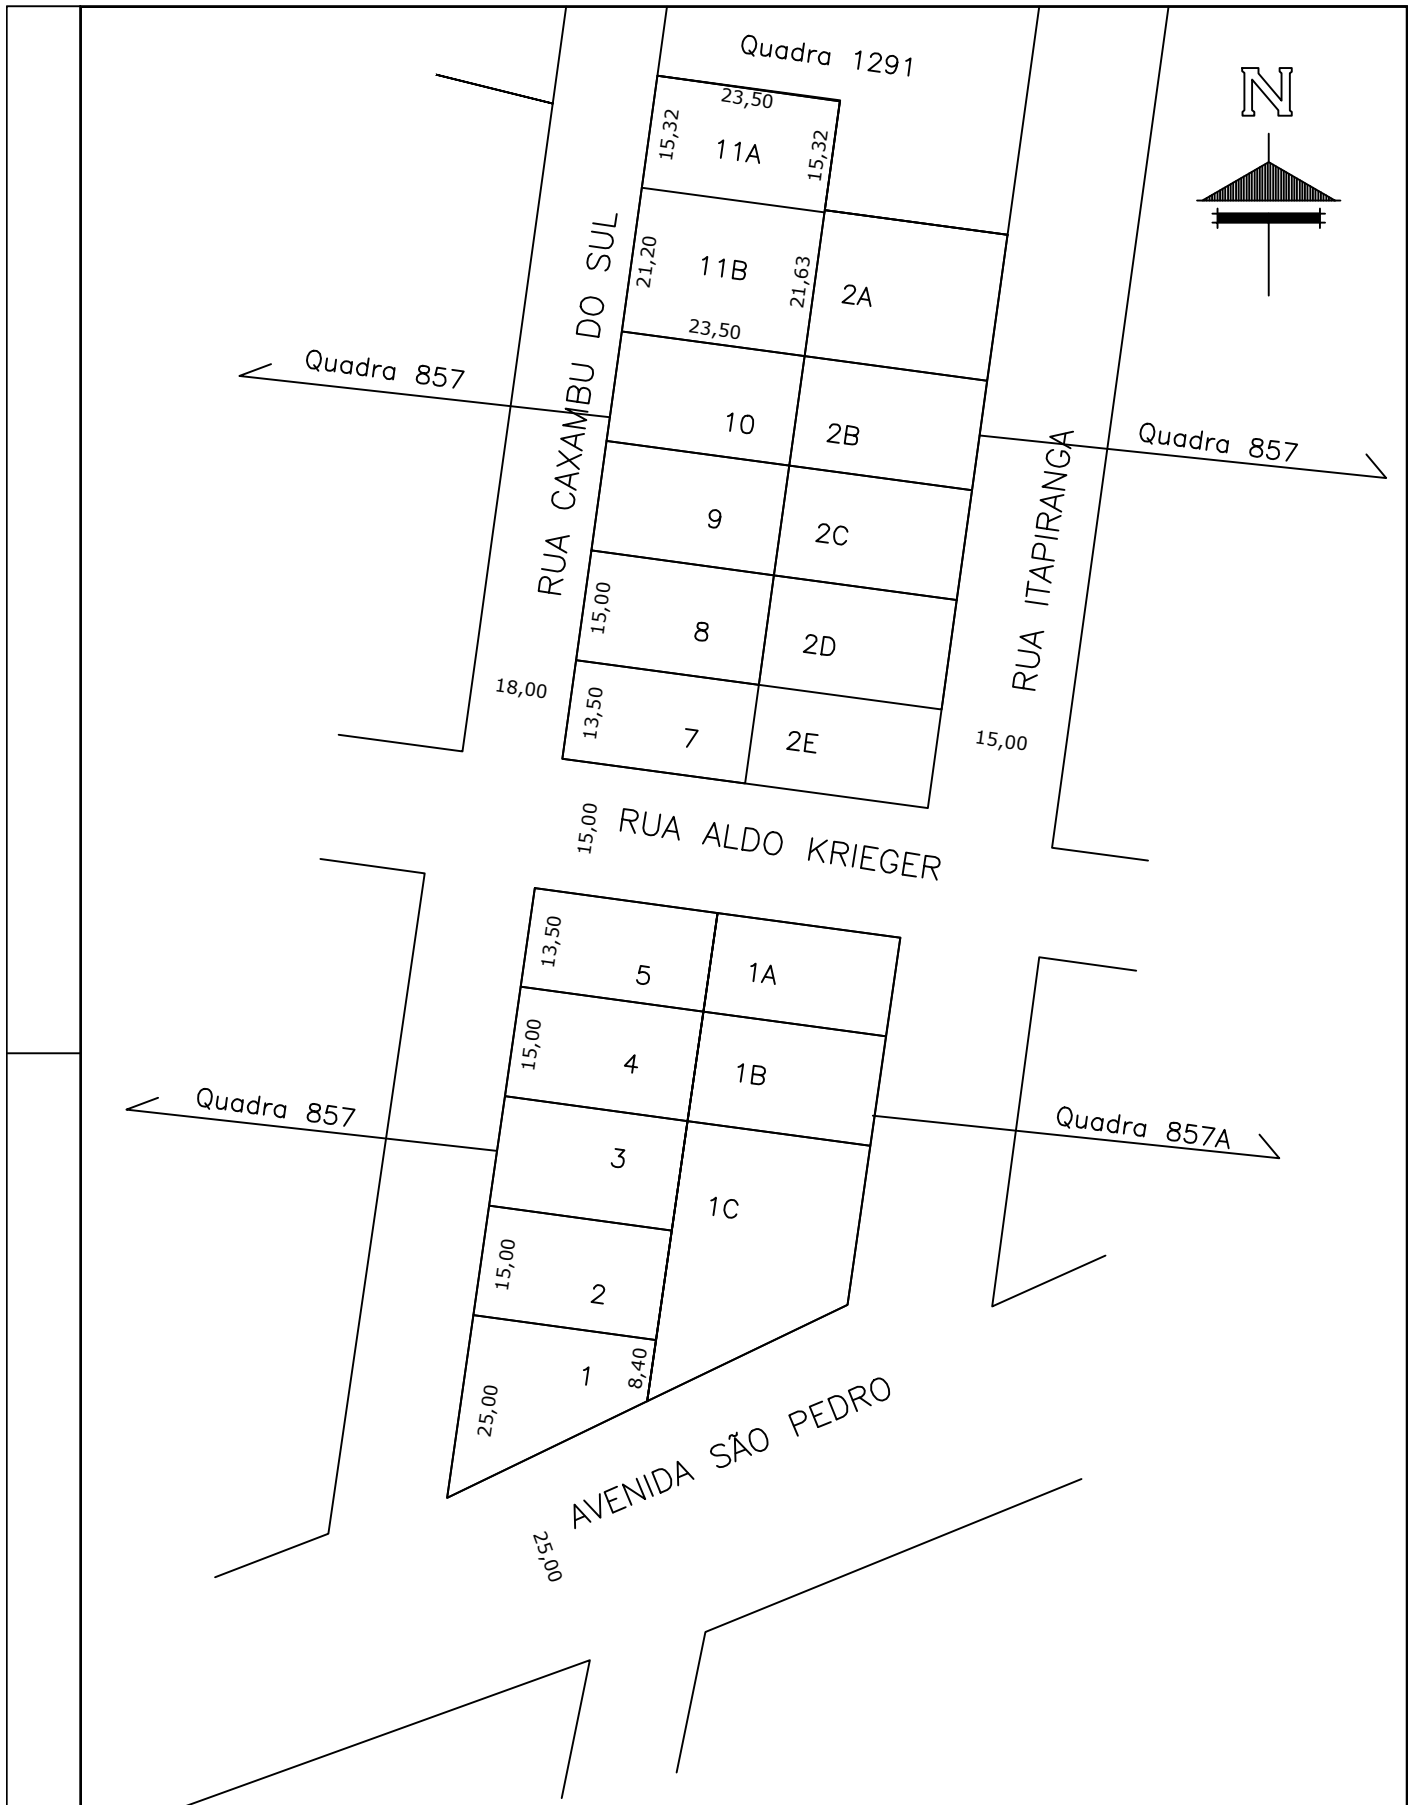 Quadra 1291
N
23,50
15,32
11A
15,32
RUA CAXAMBU DO SUL
21,20
11B
21,63
2A
23,50
Quadra 857
10
2B
Quadra 857
RUA ITAPIRANGA
9
2C
15,00
8
2D
18,00
13,50
7
2E
15,00
15,00
RUA ALDO KRIEGER
13,50
5
1A
15,00
4
1B
Quadra 857
Quadra 857A
3
1C
15,00
2
1
8,40
25,00
AVENIDA SÃO PEDRO
25,00